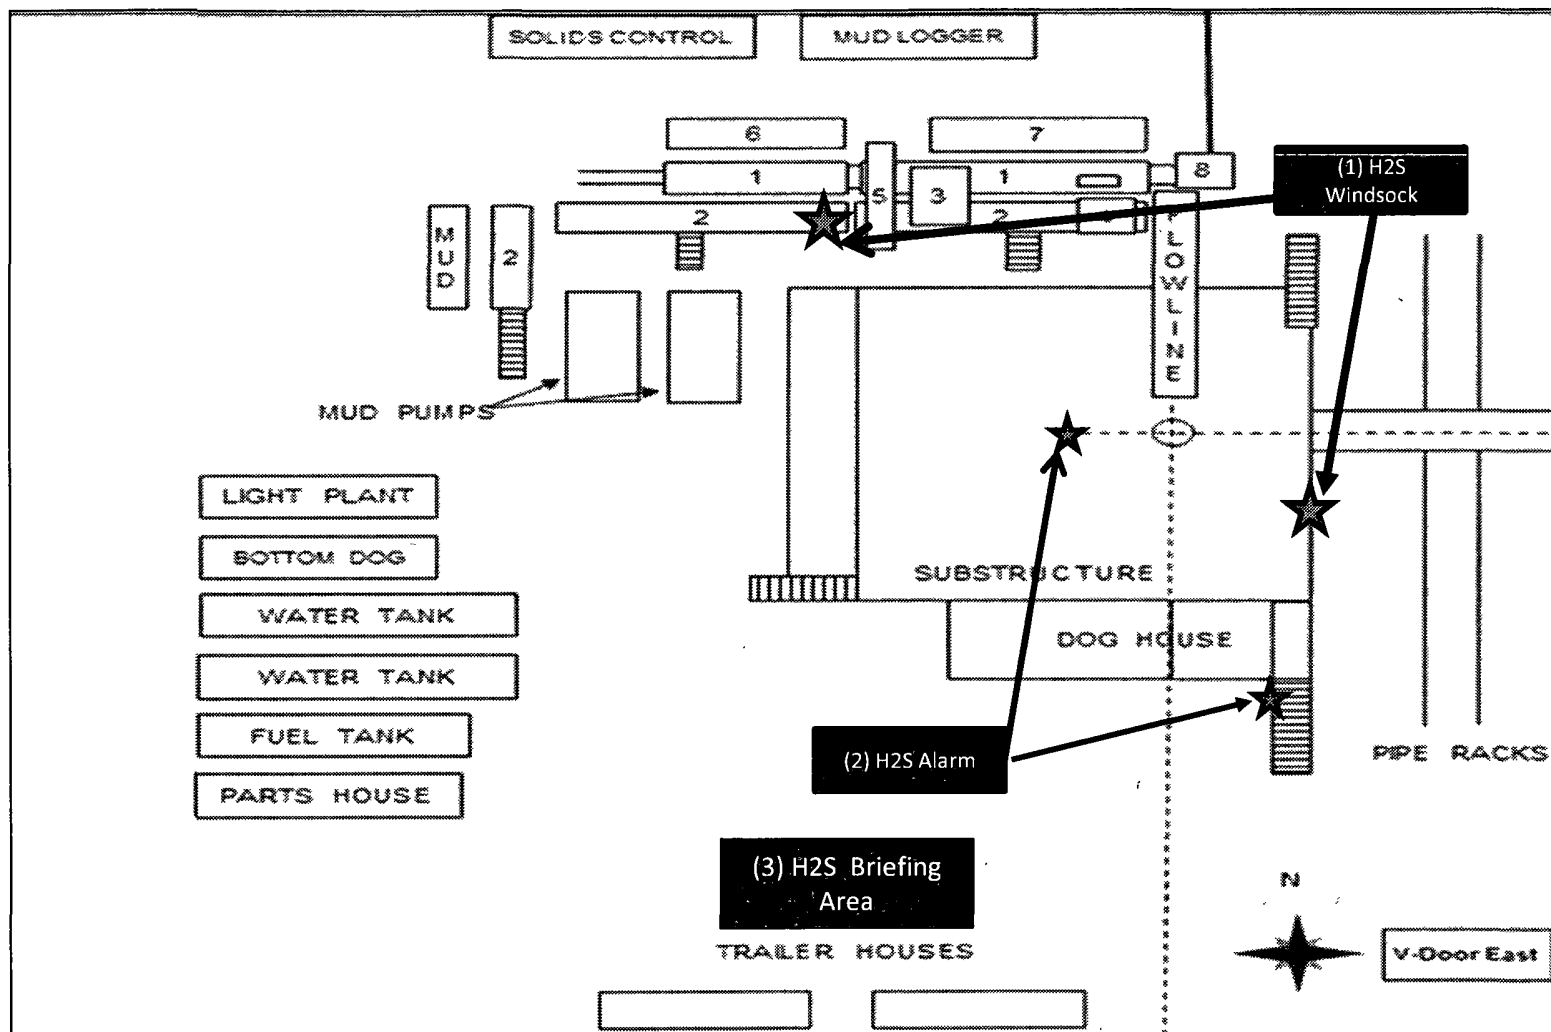 SOLIDS CONTROL
MUD LOGGER
6
7
1
1
8
5
3
2
2
(1) H2S
Windsock
MUD
2
FLOWLINE
MUD PUMPS
LIGHT PLANT
BOTTOM DOG
SUBSTRUCTURE
WATER TANK
DOG HOUSE
WATER TANK
FUEL TANK
(2) H2S Alarm
PIPE RACKS
PARTS HOUSE
(3) H2S Briefing
Area
N
TRAILER HOUSES
V-Door East